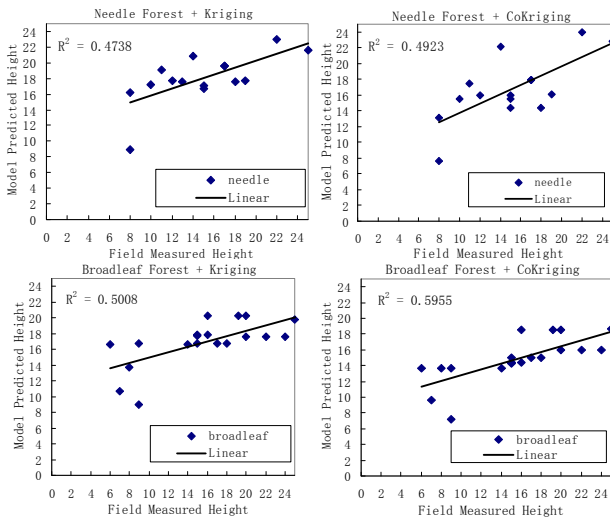 Needle Forest + Kriging
R² = 0.4738
Model Predicted Height
24
22
20
18
16
14
12
10
8
6
4
2
0
needle
Linear
0 2 4 6 8 10 12 14 16 18 20 22 24
Field Measured Height
Needle Forest + CoKriging
R² = 0.4923
Model Predicted Height
24
22
20
18
16
14
12
10
8
6
4
2
0
needle
Linear
0 2 4 6 8 10 12 14 16 18 20 22 24
Field Measured Height
Broadleaf Forest + Kriging
R² = 0.5008
Model Predicted Height
24
22
20
18
16
14
12
10
8
6
4
2
0
broadleaf
Linear
0 2 4 6 8 10 12 14 16 18 20 22 24
Field Measured Height
Broadleaf Forest + CoKriging
R² = 0.5955
Model Predicted Height
24
22
20
18
16
14
12
10
8
6
4
2
0
broadleaf
Linear
0 2 4 6 8 10 12 14 16 18 20 22 24
Field Measured Height